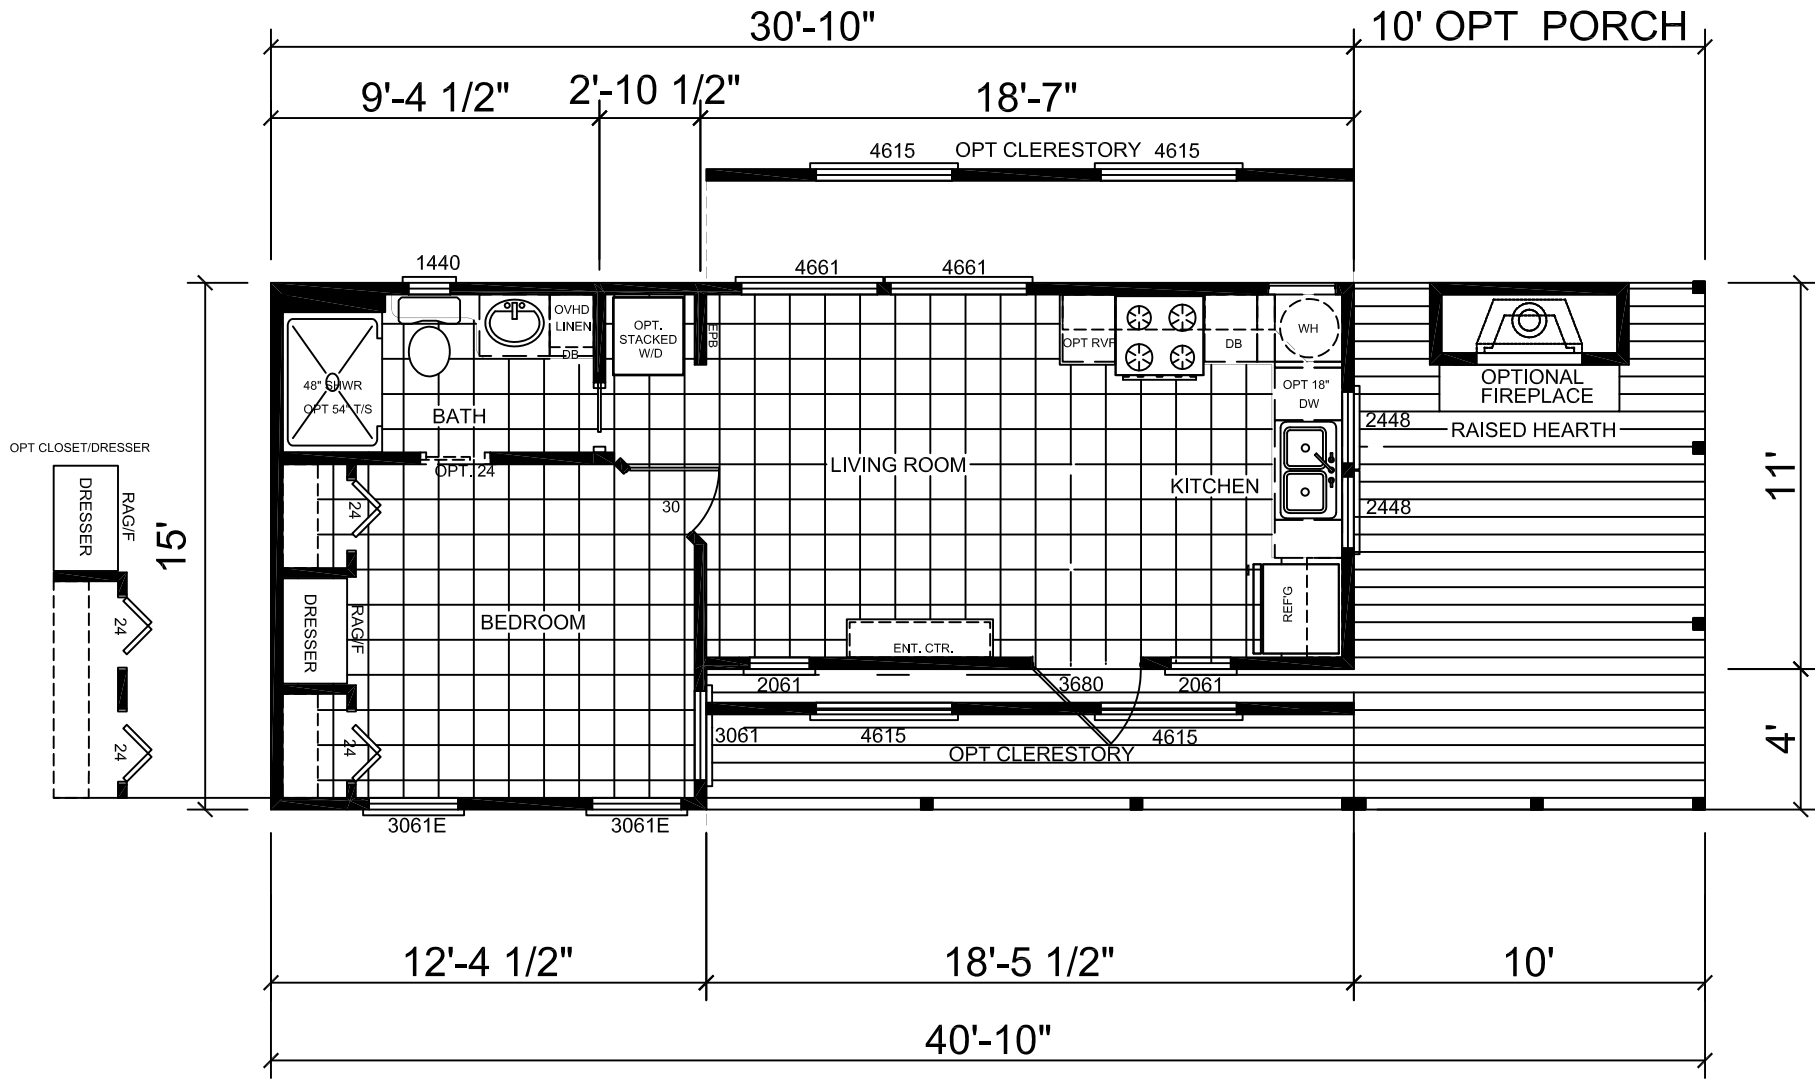 30'-10"
10' OPT PORCH
9'-4 1/2"
2'-10 1/2"
18'-7"
4615
OPT CLERESTORY
4615
1440
4661
4661
OVHD
LINEN
DB
OPT.
STACKED
W/D
EPB
OPT RVF
DB
WH
48" SHWR
OPT 54" T/S
BATH
OPT 18"
DW
OPTIONAL
FIREPLACE
RAISED HEARTH
2448
OPT CLOSET/DRESSER
OPT. 24
LIVING ROOM
KITCHEN
2448
11'
DRESSER
RAG/F
15'
24
30
REF'G
DRESSER
RAG/F
BEDROOM
24
ENT. CTR.
2061
3680
2061
3061
4615
4615
OPT CLERESTORY
4'
24
24
3061E
3061E
12'-4 1/2"
18'-5 1/2"
10'
40'-10"